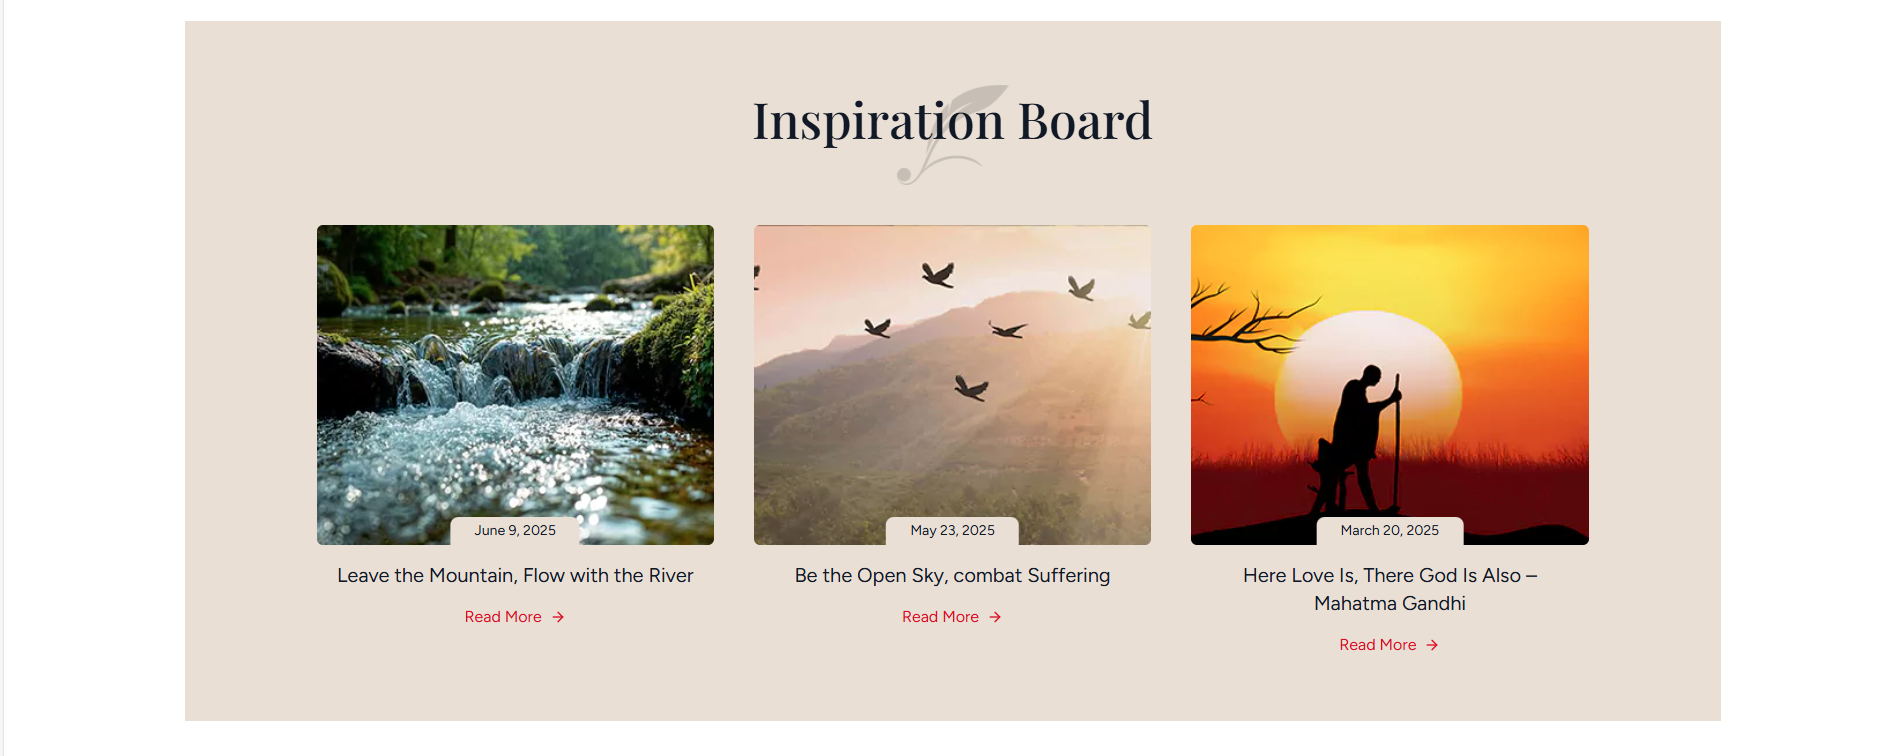 Inspiration Board
June 9, 2025
Leave the Mountain, Flow with the River
Read More
May 23, 2025
Be the Open Sky, combat Suffering
Read More
March 20, 2025
Here Love Is, There God Is Also –
Mahatma Gandhi
Read More